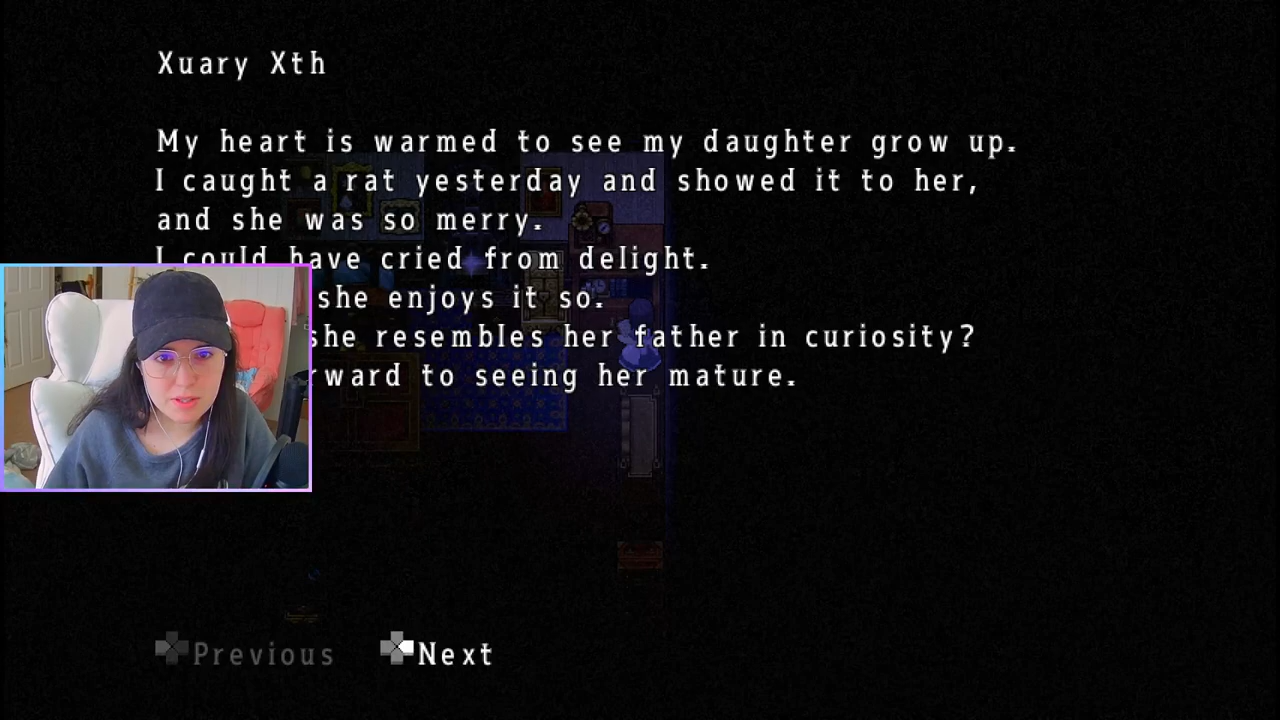 Xuary Xth
My heart is warmed to see my daughter grow up.
I caught a rat yesterday and showed it to her,
and she was so merry.
I could have cried from delight.
she enjoys it so.
she resembles her father in curiosity?
rward to seeing her mature.
Previous
Next